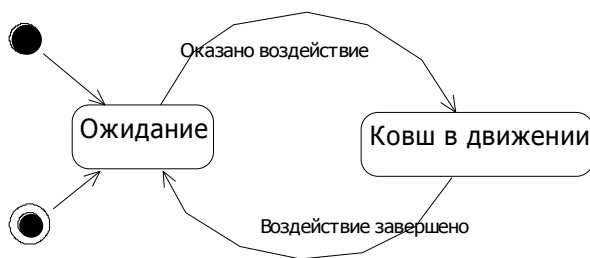 Оказано воздействие
Ожидание
Ковш в движении
Воздействие завершено